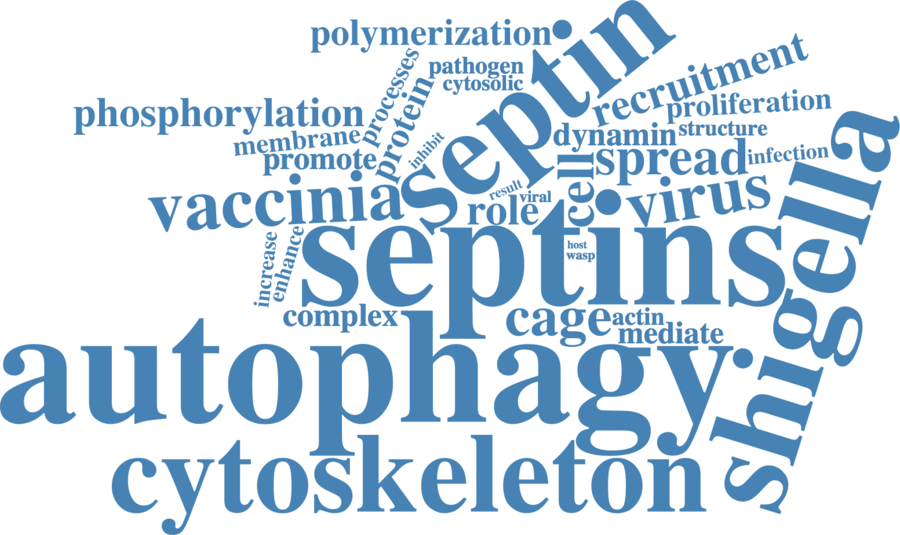 polymerization
septin
pathogen
cytosolic
processes
recruitment
proliferation
phosphorylation
protein
membrane
promote
inhibit
dynamin
structure
cell
spread
infection
shigella
vaccinia
result
viral
role
virus
septins
host
wasp
increase
enhance
complex
cage
actin
mediate
autophagy
cytoskeleton